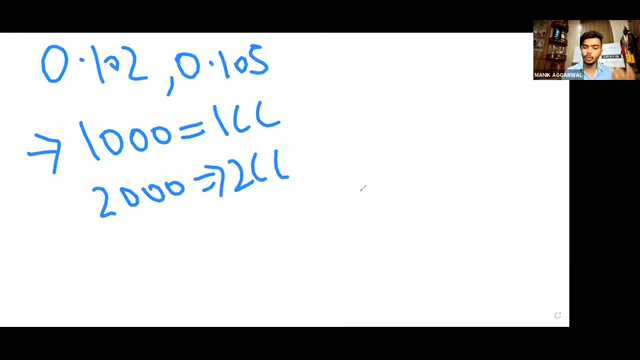 0.102, 0.105
→ 1000 = 1CC
2000 ⇒ 2CC
MANIK AGGARWAL